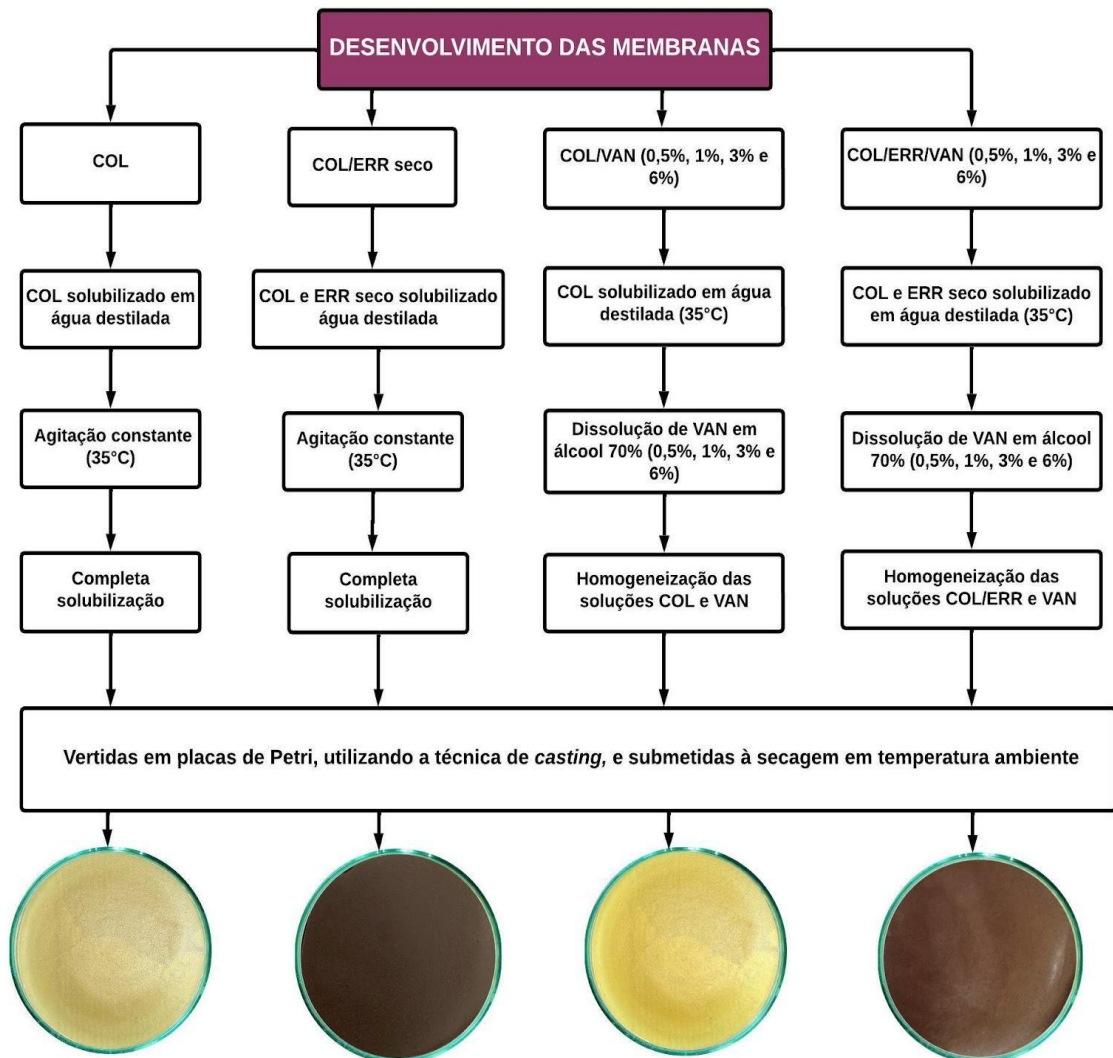 DESENVOLVIMENTO DAS MEMBRANAS
COL
COL/ERR seco
COL/VAN (0,5%, 1%, 3% e
6%)
COL/ERR/VAN (0,5%, 1%, 3% e
6%)
COL solubilizado em
água destilada
COL e ERR seco solubilizado
água destilada
COL solubilizado em água
destilada (35°C)
COL e ERR seco solubilizado
em água destilada (35°C)
Agitação constante
(35°C)
Agitação constante
(35°C)
Dissolução de VAN em
álcool 70% (0,5%, 1%, 3% e
6%)
Dissolução de VAN em álcool
70% (0,5%, 1%, 3% e 6%)
Completa
solubilização
Completa
solubilização
Homogeneização das
soluções COL e VAN
Homogeneização das
soluções COL/ERR e VAN
Vertidas em placas de Petri, utilizando a técnica de casting, e submetidas à secagem em temperatura ambiente